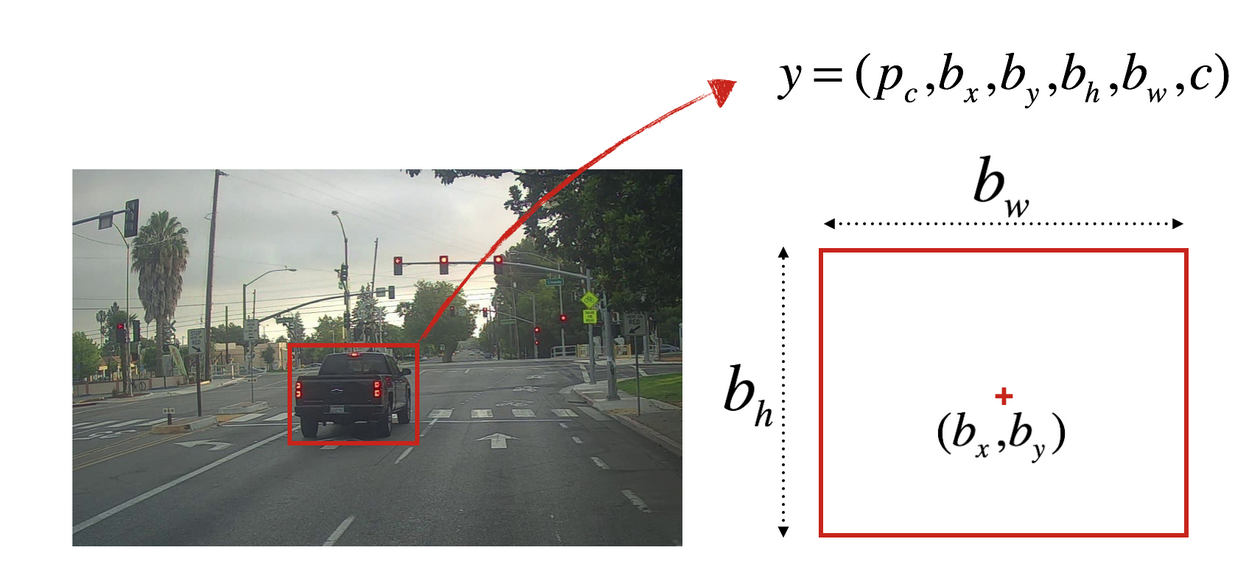 y = (p_c, b_x, b_y, b_h, b_w, c)
b_w
b_h
(b_x, b_y)